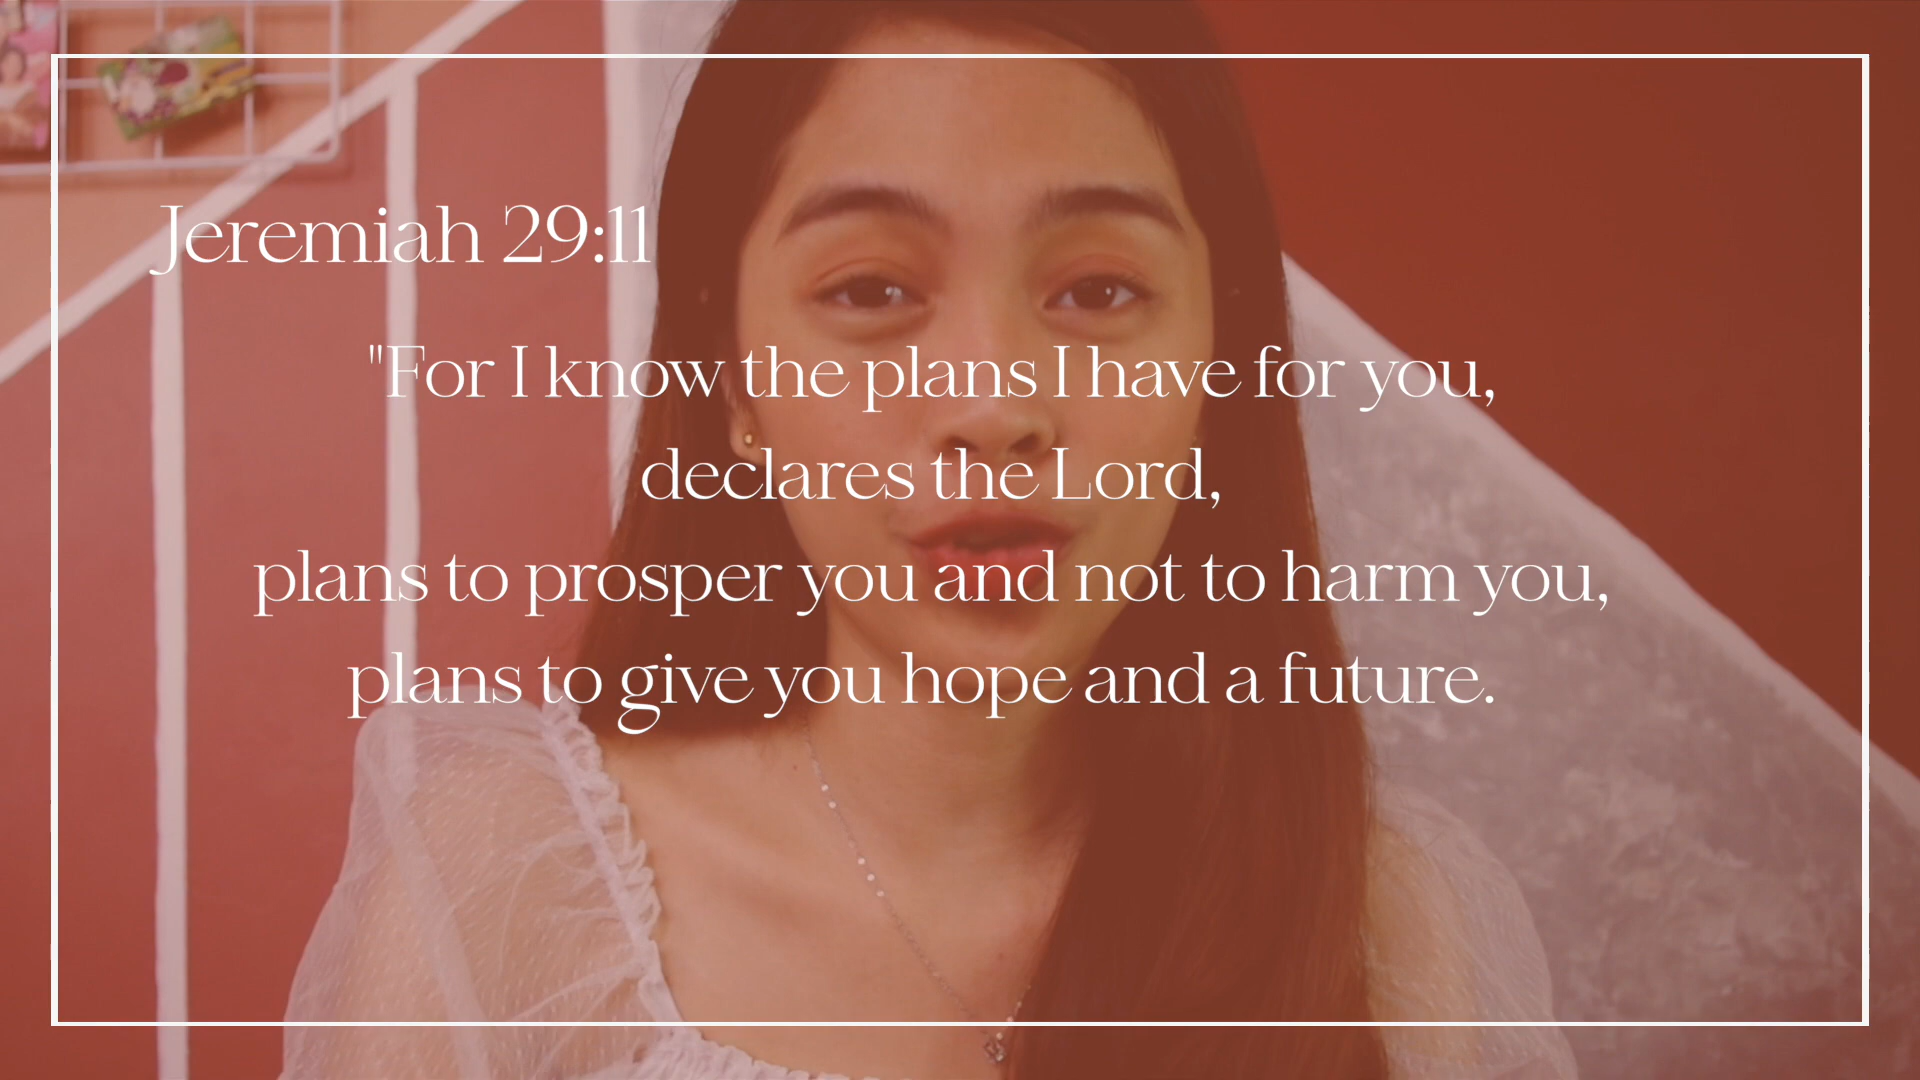 Jeremiah 29:11
"For I know the plans I have for you,
declares the Lord,
plans to prosper you and not to harm you,
plans to give you hope and a future.